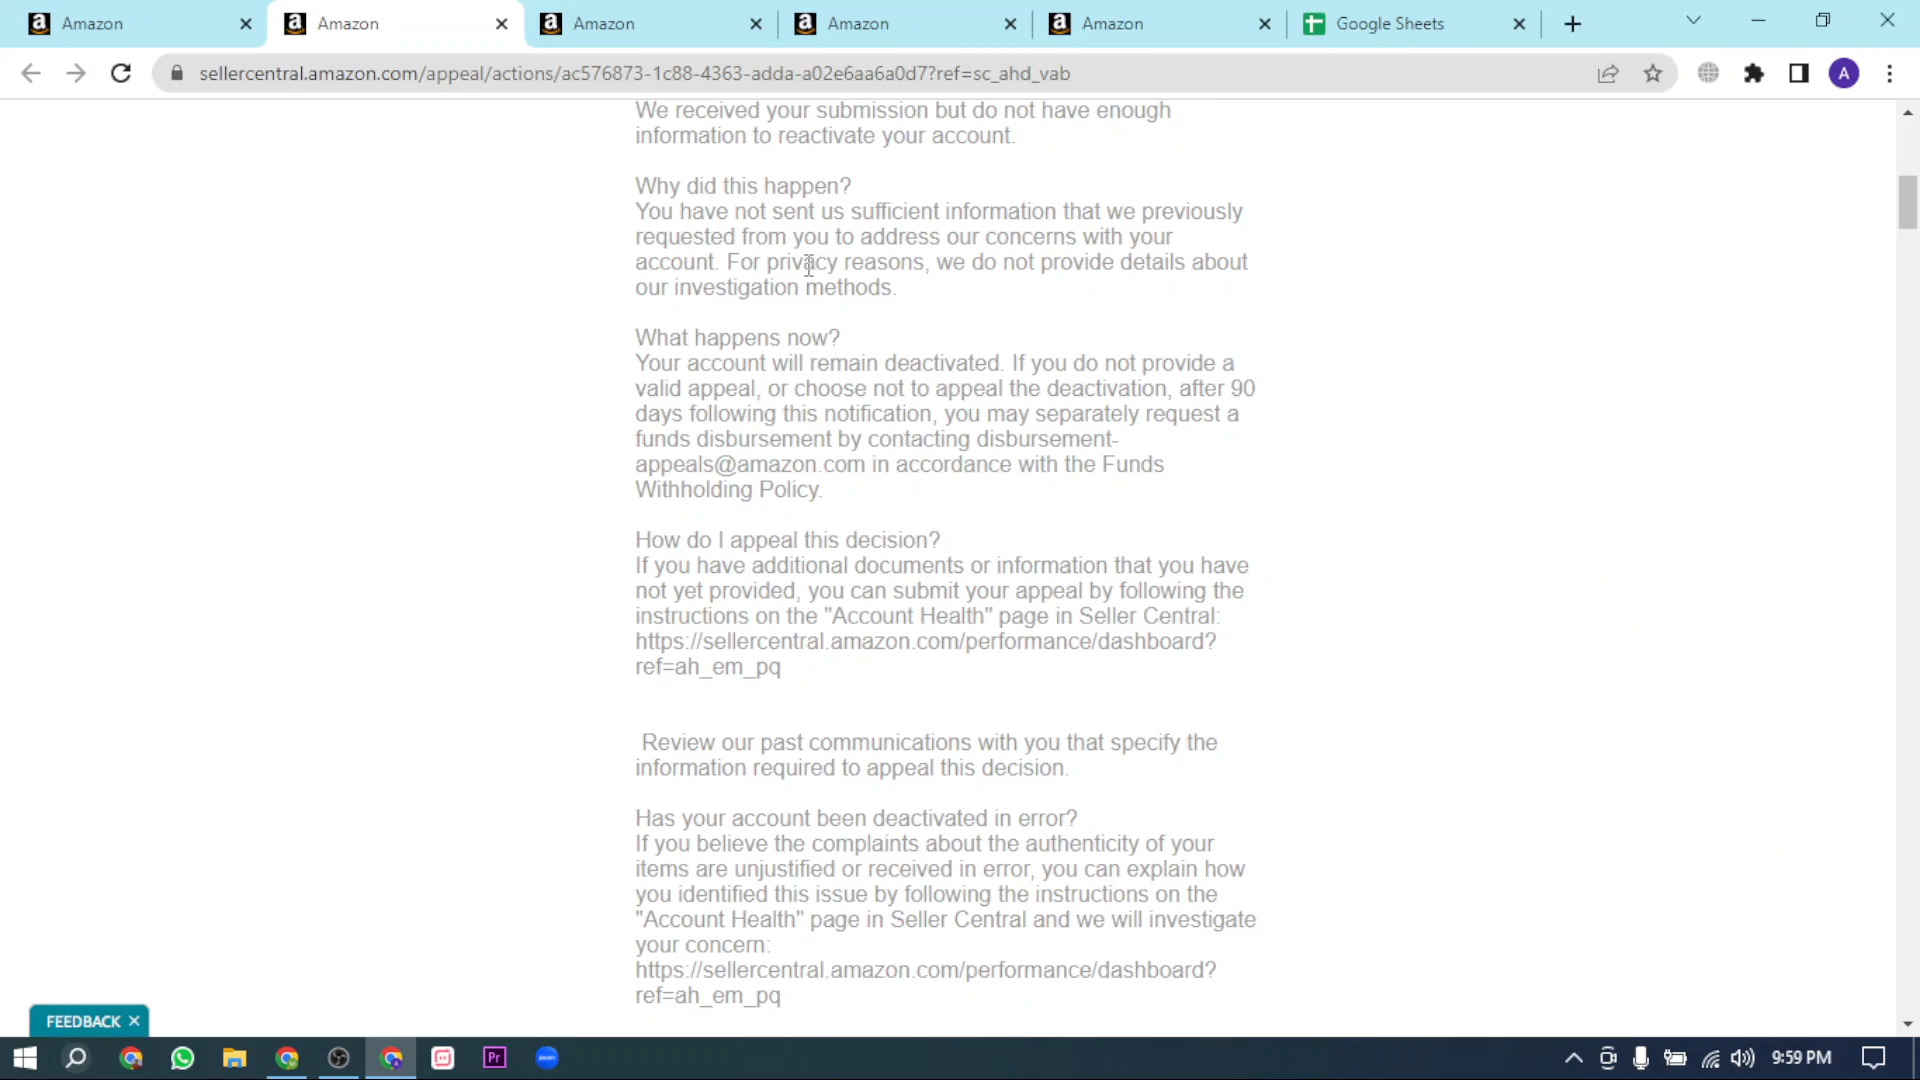 Amazon
Amazon
Amazon
Amazon
Amazon
Google Sheets
sellercentral.amazon.com/appeal/actions/ac576873-1c88-4363-adda-a02e6aa6a0d7?ref=sc_ahd_vab
A
We received your submission but do not have enough
information to reactivate your account.
Why did this happen?
You have not sent us sufficient information that we previously
requested from you to address our concerns with your
account. For privacy reasons, we do not provide details about
our investigation methods.
What happens now?
Your account will remain deactivated. If you do not provide a
valid appeal, or choose not to appeal the deactivation, after 90
days following this notification, you may separately request a
funds disbursement by contacting disbursement-
appeals@amazon.com in accordance with the Funds
Withholding Policy.
How do I appeal this decision?
If you have additional documents or information that you have
not yet provided, you can submit your appeal by following the
instructions on the "Account Health" page in Seller Central:
https://sellercentral.amazon.com/performance/dashboard?
ref=ah_em_pq
Review our past communications with you that specify the
information required to appeal this decision.
Has your account been deactivated in error?
If you believe the complaints about the authenticity of your
items are unjustified or received in error, you can explain how
you identified this issue by following the instructions on the
"Account Health" page in Seller Central and we will investigate
your concern:
https://sellercentral.amazon.com/performance/dashboard?
ref=ah_em_pq
FEEDBACK
Pr
9:59 PM